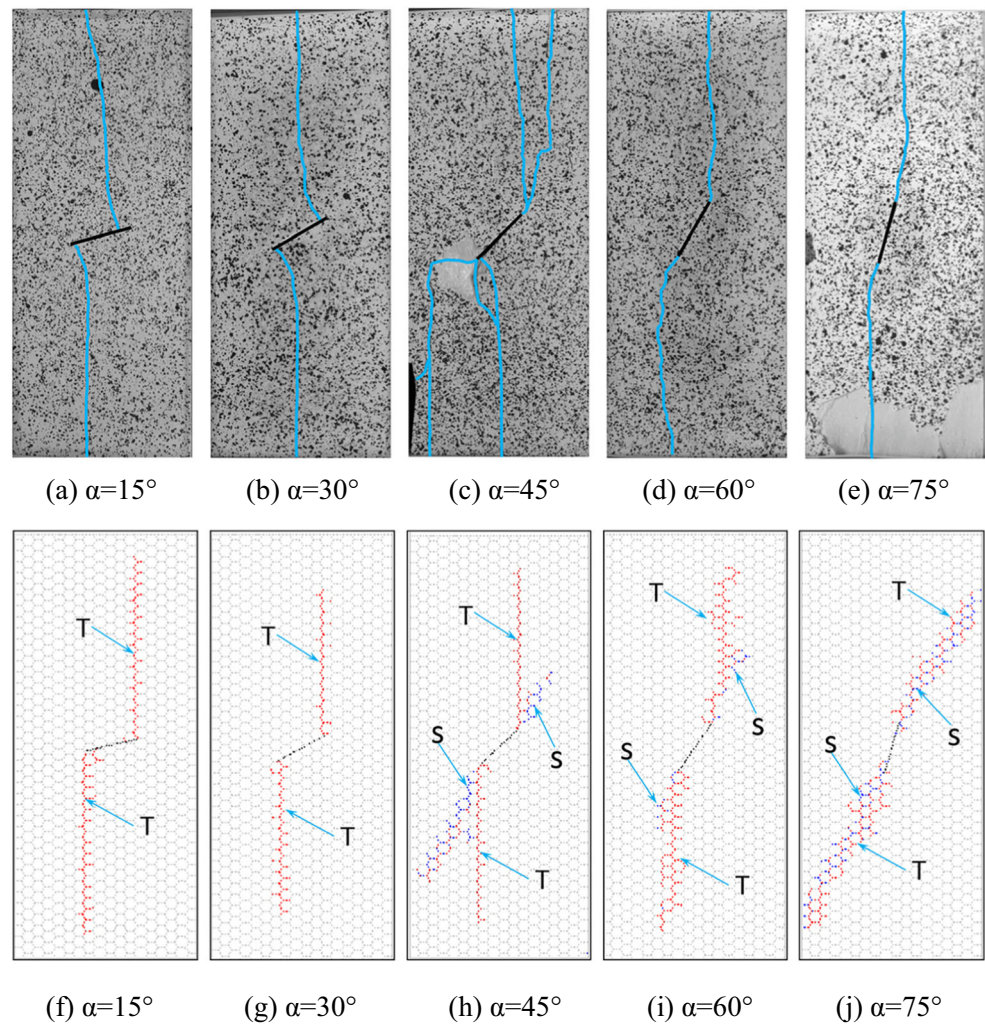 (a) α=15°
(b) α=30°
(c) α=45°
(d) α=60°
(e) α=75°
T
T
T
T
T
S
S
T
T
S
S
T
T
S
S
T
(f) α=15°
(g) α=30°
(h) α=45°
(i) α=60°
(j) α=75°